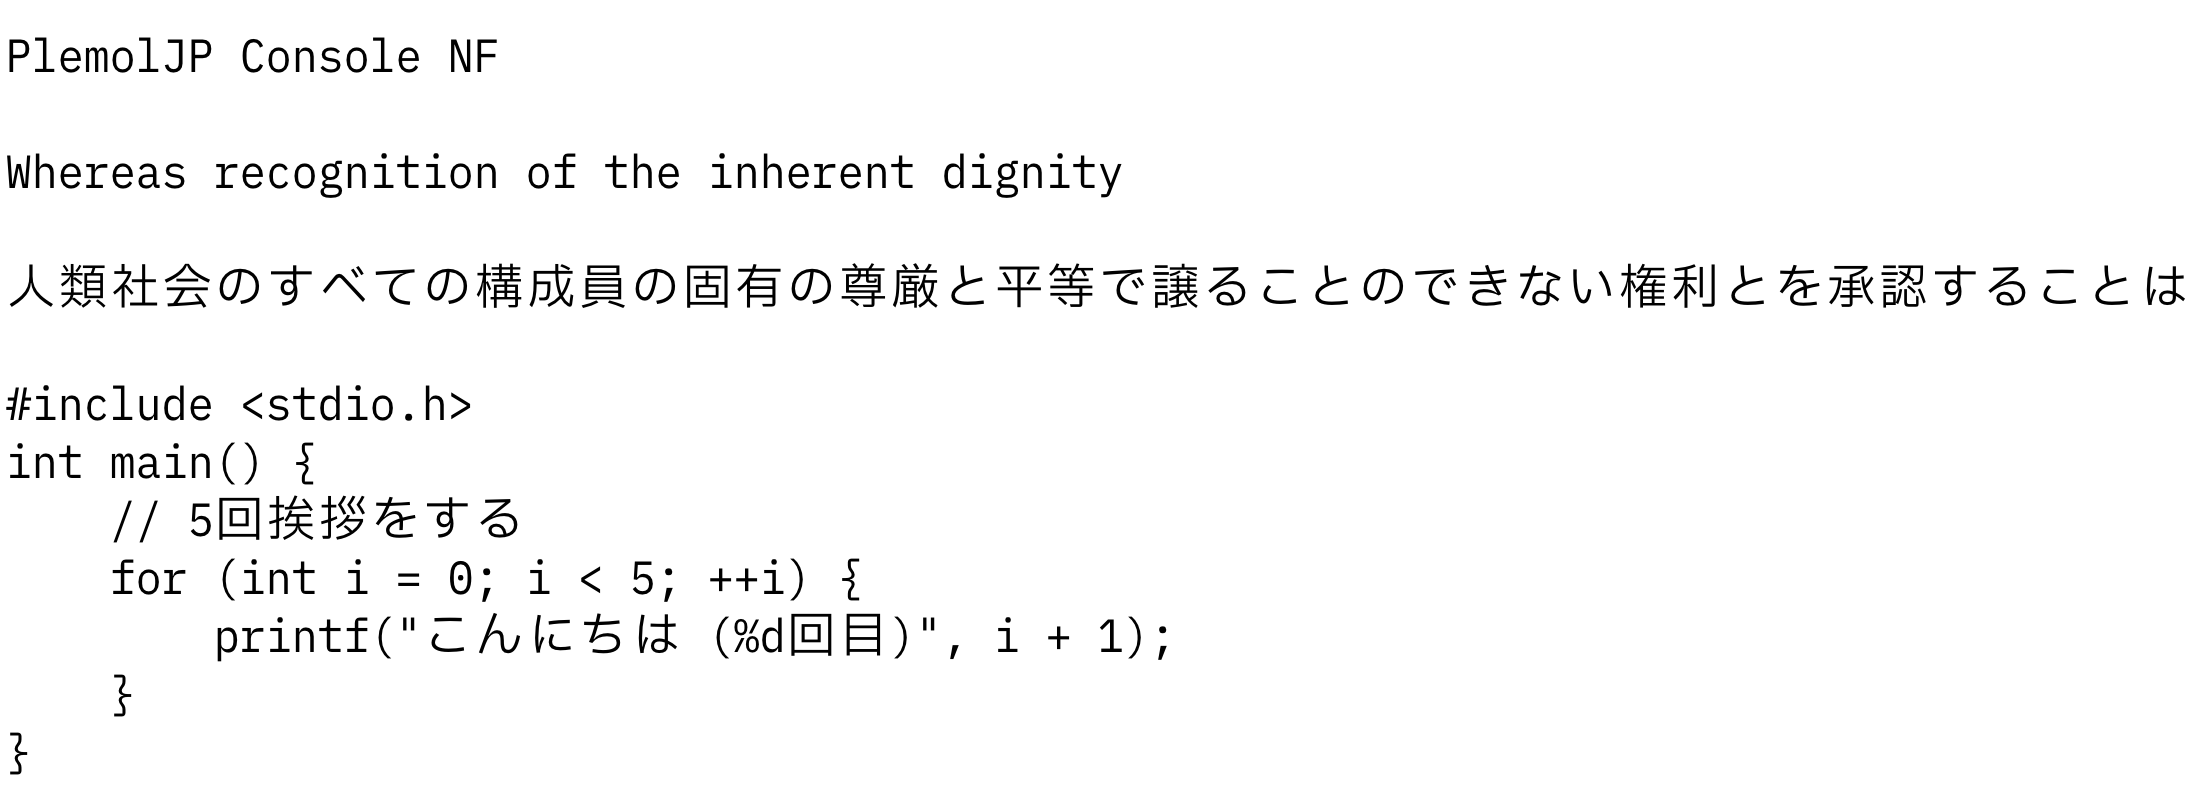 PlemolJP Console NF
Whereas recognition of the inherent dignity
人類社会のすべての構成員の固有の尊厳と平等で譲ることのできない権利とを承認することは
#include <stdio.h>
int main() {
    // 5回挨拶をする
    for (int i = 0; i < 5; ++i) {
        printf("こんにちは (%d回目)", i + 1);
    }
}